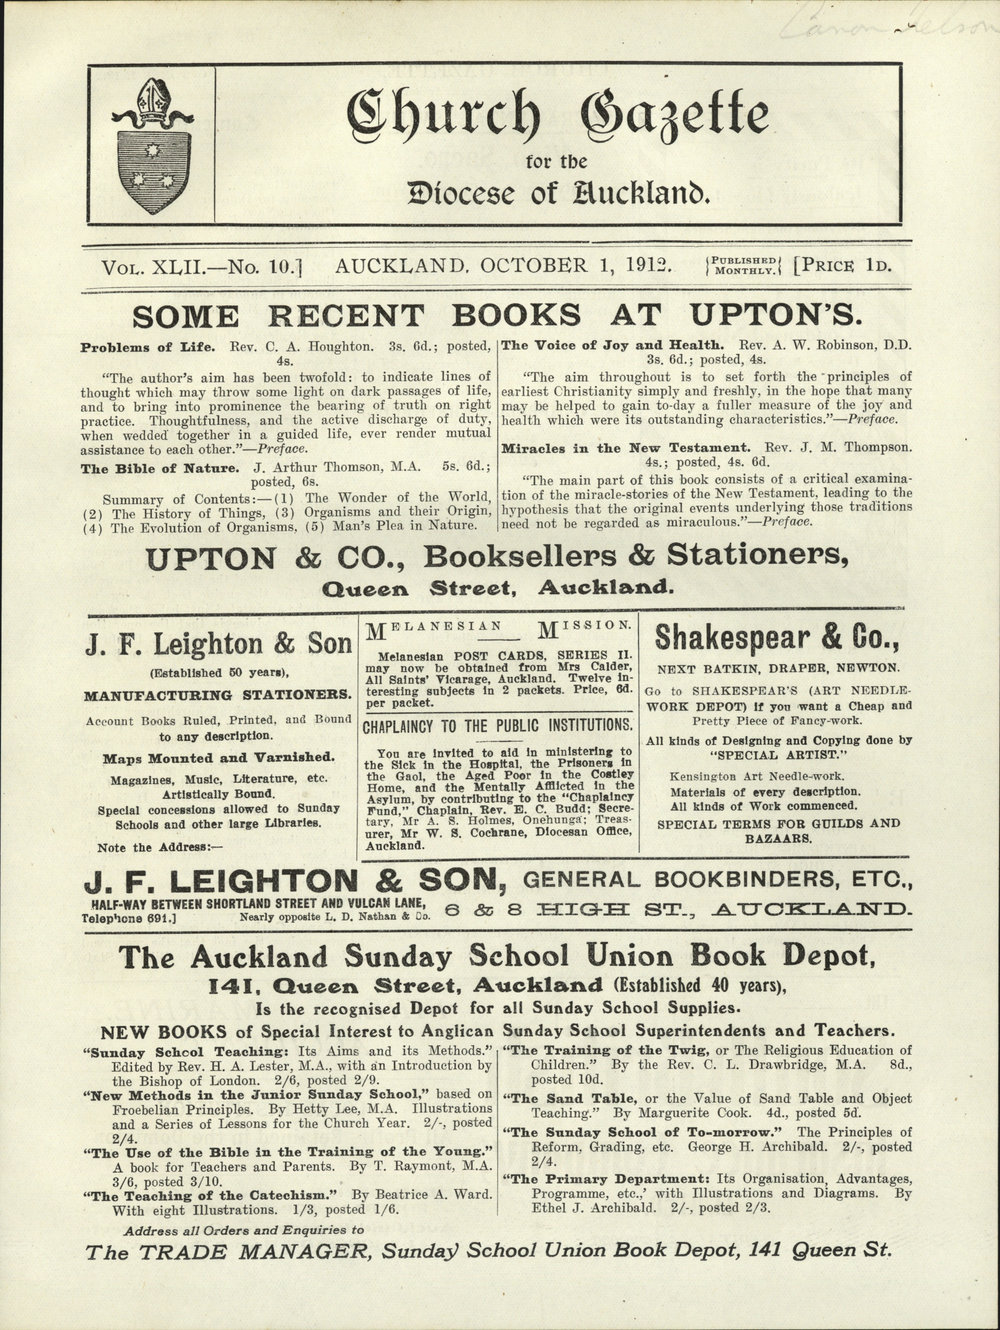 Canon Nelson
Church Gazette
for the
Diocese of Auckland.
VOL. XLII.—No. 10.] AUCKLAND, OCTOBER 1, 1912. {PUBLISHED MONTHLY.} [PRICE 1D.
SOME RECENT BOOKS AT UPTON'S.
Problems of Life. Rev. C. A. Houghton. 3s. 6d.; posted,
4s.
"The author's aim has been twofold: to indicate lines of
thought which may throw some light on dark passages of life,
and to bring into prominence the bearing of truth on right
practice. Thoughtfulness, and the active discharge of duty,
when wedded together in a guided life, ever render mutual
assistance to each other."—Preface.
The Bible of Nature. J. Arthur Thomson, M.A. 5s. 6d.;
posted, 6s.
Summary of Contents:—(1) The Wonder of the World,
(2) The History of Things, (3) Organisms and their Origin,
(4) The Evolution of Organisms, (5) Man's Plea in Nature.
The Voice of Joy and Health. Rev. A. W. Robinson, D.D.
3s. 6d.; posted, 4s.
"The aim throughout is to set forth the principles of
earliest Christianity simply and freshly, in the hope that many
may be helped to gain to-day a fuller measure of the joy and
health which were its outstanding characteristics."—Preface.
Miracles in the New Testament. Rev. J. M. Thompson.
4s.; posted, 4s. 6d.
"The main part of this book consists of a critical examina-
tion of the miracle-stories of the New Testament, leading to the
hypothesis that the original events underlying those traditions
need not be regarded as miraculous."—Preface.
UPTON & CO., Booksellers & Stationers,
Queen Street, Auckland.
J. F. Leighton & Son
(Established 50 years),
MANUFACTURING STATIONERS.
Account Books Ruled, Printed, and Bound
to any description.
Maps Mounted and Varnished.
Magazines, Music, Literature, etc.
Artistically Bound.
Special concessions allowed to Sunday
Schools and other large Libraries.
Note the Address:—
MELANESIAN MISSION.
Melanesian POST CARDS, SERIES II.
may now be obtained from Mrs Calder,
All Saints' Vicarage, Auckland. Twelve in-
teresting subjects in 2 packets. Price, 6d.
per packet.
CHAPLAINCY TO THE PUBLIC INSTITUTIONS.
You are invited to aid in ministering to
the Sick in the Hospital, the Prisoners in
the Gaol, the Aged Poor in the Costley
Home, and the Mentally Afflicted in the
Asylum, by contributing to the "Chaplaincy
Fund," Chaplain, Rev. E. C. Budd; Secre-
tary, Mr A. S. Holmes, Onehunga; Treas-
urer, Mr W. S. Cochrane, Diocesan Office,
Auckland.
Shakespear & Co.,
NEXT BATKIN, DRAPER, NEWTON.
Go to SHAKESPEAR'S (ART NEEDLE-
WORK DEPOT) if you want a Cheap and
Pretty Piece of Fancy-work.
All kinds of Designing and Copying done by
"SPECIAL ARTIST."
Kensington Art Needle-work.
Materials of every description.
All kinds of Work commenced.
SPECIAL TERMS FOR GUILDS AND
BAZAARS.
J. F. LEIGHTON & SON, GENERAL BOOKBINDERS, ETC.,
HALF-WAY BETWEEN SHORTLAND STREET AND VULCAN LANE,
Telephone 691.] Nearly opposite L. D. Nathan & Co.
6 & 8 HIGH ST., AUCKLAND.
The Auckland Sunday School Union Book Depot,
141, Queen Street, Auckland (Established 40 years),
Is the recognised Depot for all Sunday School Supplies.
NEW BOOKS of Special Interest to Anglican Sunday School Superintendents and Teachers.
"Sunday School Teaching: Its Aims and its Methods."
Edited by Rev. H. A. Lester, M.A., with an Introduction by
the Bishop of London. 2/6, posted 2/9.
"New Methods in the Junior Sunday School," based on
Froebelian Principles. By Hetty Lee, M.A. Illustrations
and a Series of Lessons for the Church Year. 2/-, posted
2/4.
"The Use of the Bible in the Training of the Young."
A book for Teachers and Parents. By T. Raymont, M.A.
3/6, posted 3/10.
"The Teaching of the Catechism." By Beatrice A. Ward.
With eight Illustrations. 1/3, posted 1/6.
"The Training of the Twig, or The Religious Education of
Children." By the Rev. C. L. Drawbridge, M.A. 8d.,
posted 10d.
"The Sand Table, or the Value of Sand Table and Object
Teaching." By Marguerite Cook. 4d., posted 5d.
"The Sunday School of To-morrow." The Principles of
Reform, Grading, etc. George H. Archibald. 2/-, posted
2/4.
"The Primary Department: Its Organisation, Advantages,
Programme, etc.,' with Illustrations and Diagrams. By
Ethel J. Archibald. 2/-, posted 2/3.
Address all Orders and Enquiries to
The TRADE MANAGER, Sunday School Union Book Depot, 141 Queen St.